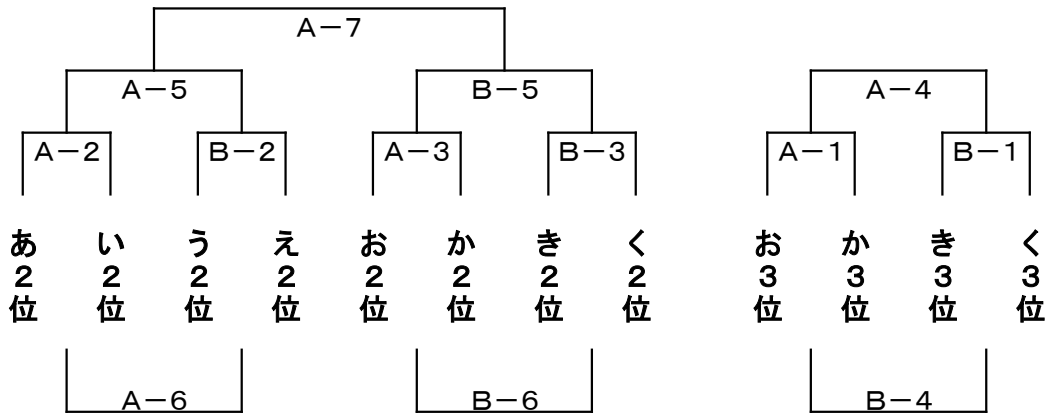 A－7
A－5
B－5
A－4
A－2
B－2
A－3
B－3
A－1
B－1
あ2位
い2位
う2位
え2位
お2位
か2位
き2位
く2位
お3位
か3位
き3位
く3位
A－6
B－6
B－4